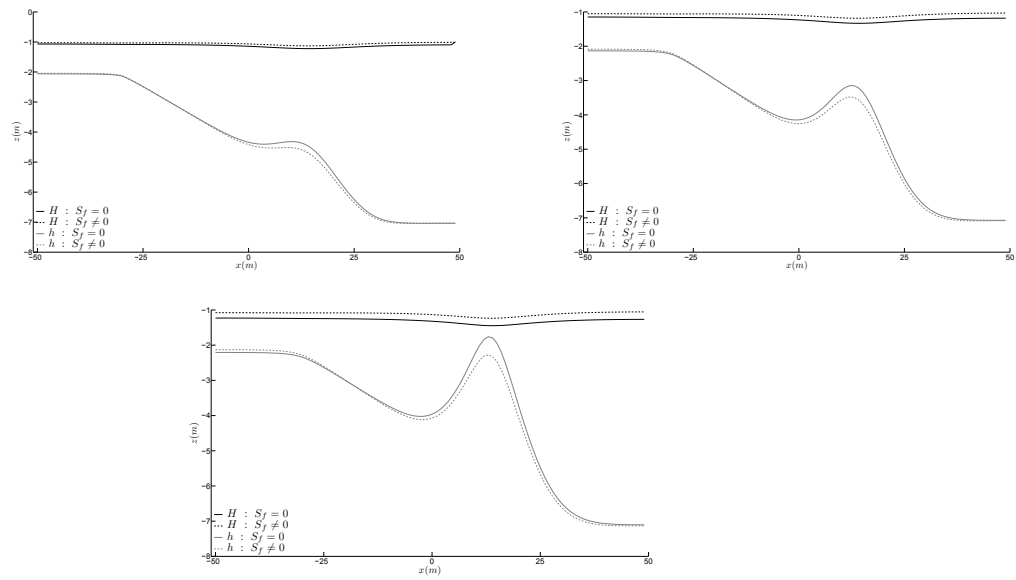 0
−1
−2
−3
−4
−5
−6
−7
−8
z(m)
H : S_f = 0
H : S_f ≠ 0
h : S_f = 0
h : S_f ≠ 0
−50 −25 0 25 50
x(m)
−1
−2
−3
−4
−5
−6
−7
−8
z(m)
H : S_f = 0
H : S_f ≠ 0
h : S_f = 0
h : S_f ≠ 0
−50 −25 0 25 50
x(m)
−1
−2
−3
−4
−5
−6
−7
−8
z(m)
H : S_f = 0
H : S_f ≠ 0
h : S_f = 0
h : S_f ≠ 0
−50 −25 0 25 50
x(m)